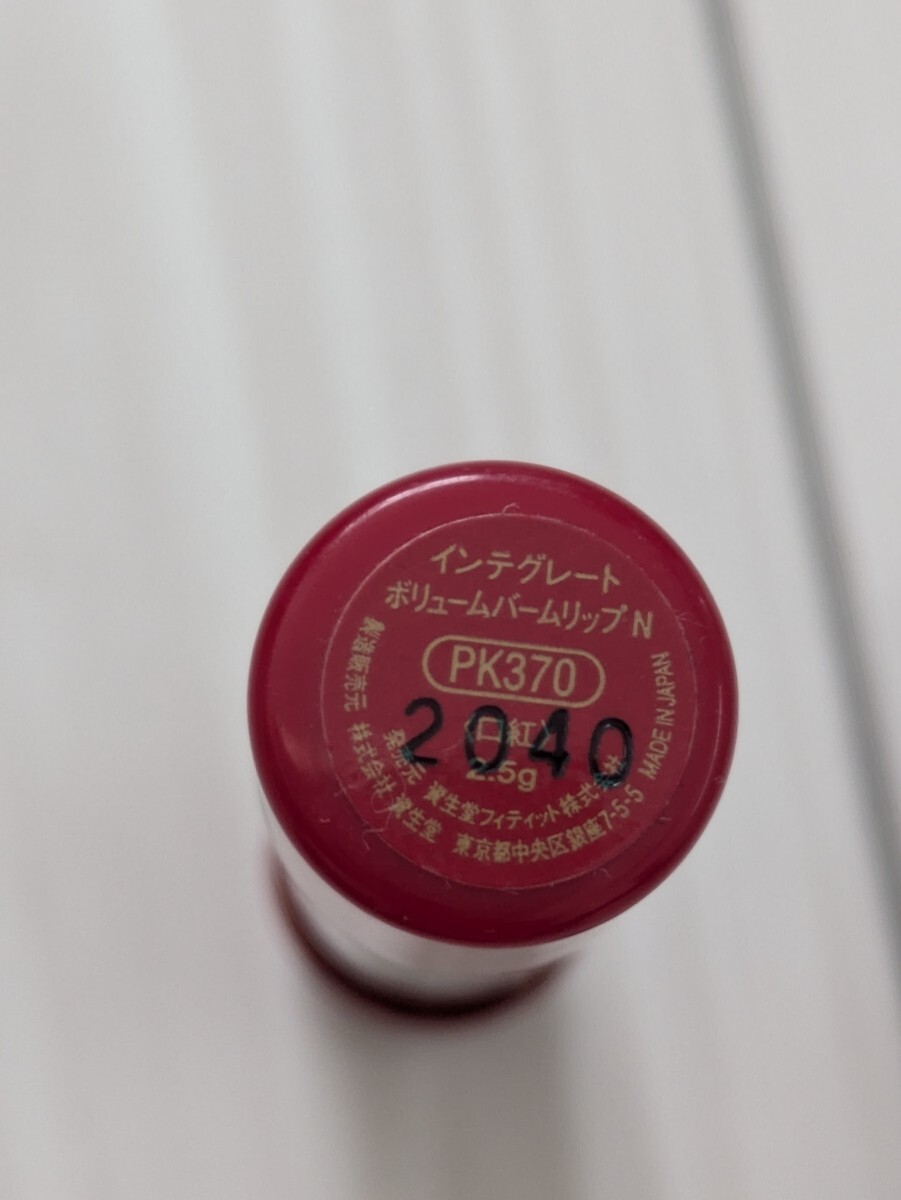 インテグレート
ボリュームバームリップ N
PK370
〈口紅〉
2040
2.5g
発売元 資生堂フィティット株式会社
製造販売元 株式会社 資生堂 東京都中央区銀座7-5-5 MADE IN JAPAN